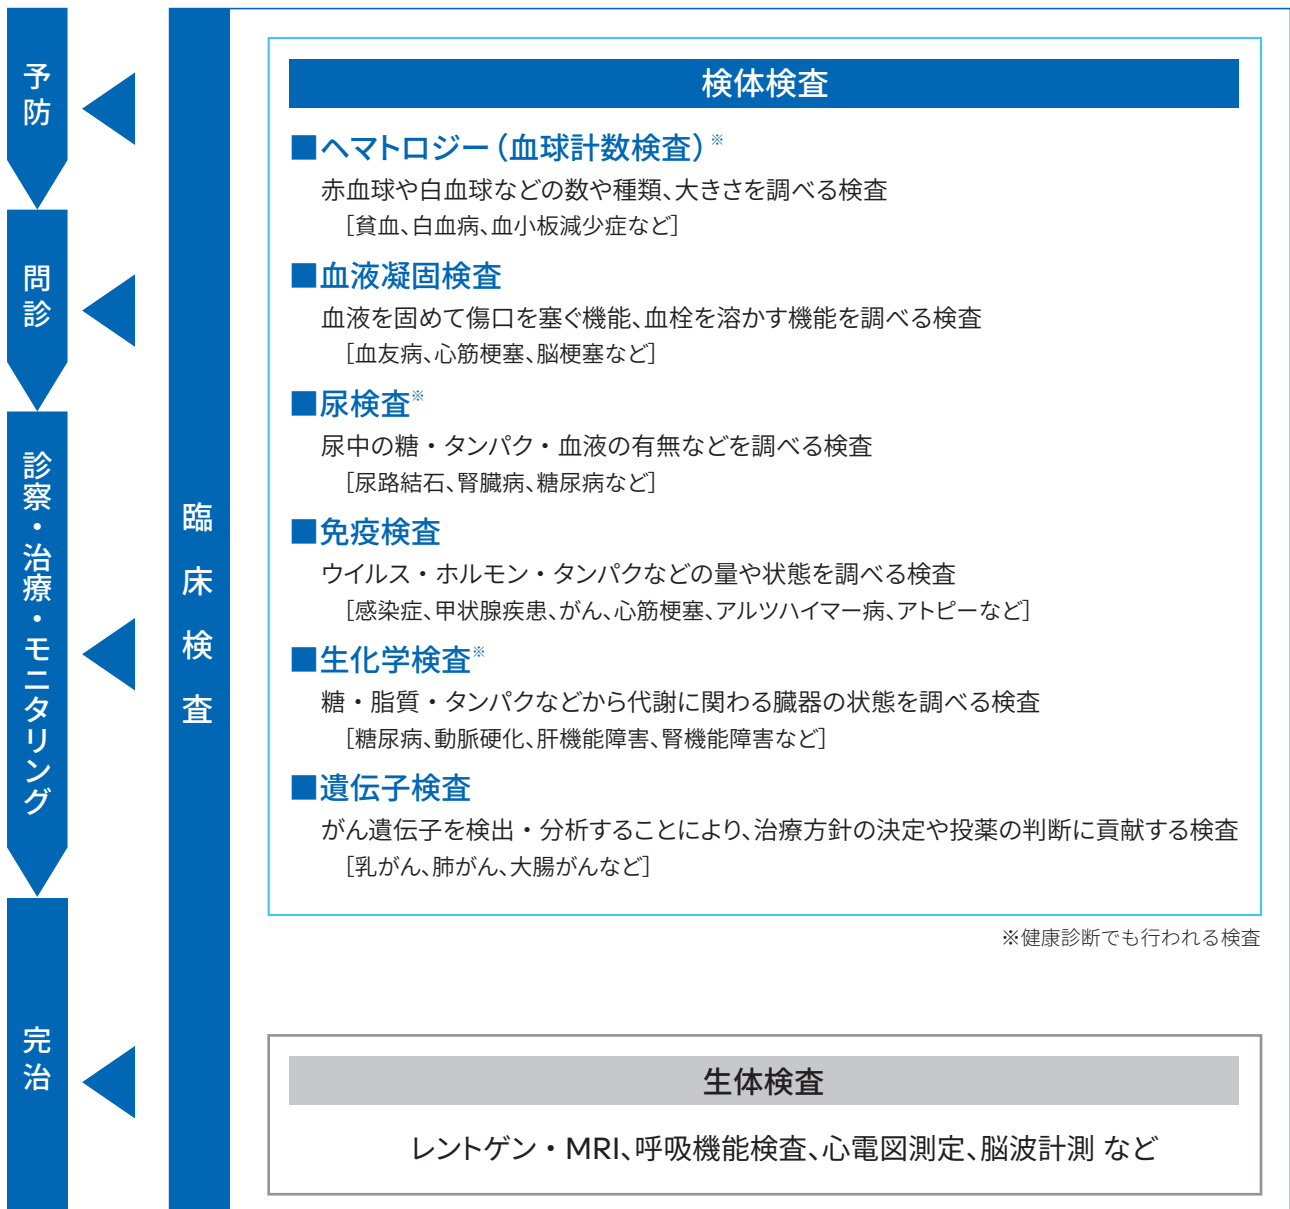 予防
問診
診察・治療・モニタリング
完治
臨床検査
検体検査
■ヘマトロジー（血球計数検査）※
赤血球や白血球などの数や種類、大きさを調べる検査
［貧血、白血病、血小板減少症など］
■血液凝固検査
血液を固めて傷口を塞ぐ機能、血栓を溶かす機能を調べる検査
［血友病、心筋梗塞、脳梗塞など］
■尿検査※
尿中の糖・タンパク・血液の有無などを調べる検査
［尿路結石、腎臓病、糖尿病など］
■免疫検査
ウイルス・ホルモン・タンパクなどの量や状態を調べる検査
［感染症、甲状腺疾患、がん、心筋梗塞、アルツハイマー病、アトピーなど］
■生化学検査※
糖・脂質・タンパクなどから代謝に関わる臓器の状態を調べる検査
［糖尿病、動脈硬化、肝機能障害、腎機能障害など］
■遺伝子検査
がん遺伝子を検出・分析することにより、治療方針の決定や投薬の判断に貢献する検査
［乳がん、肺がん、大腸がんなど］
※健康診断でも行われる検査
生体検査
レントゲン・MRI、呼吸機能検査、心電図測定、脳波計測 など